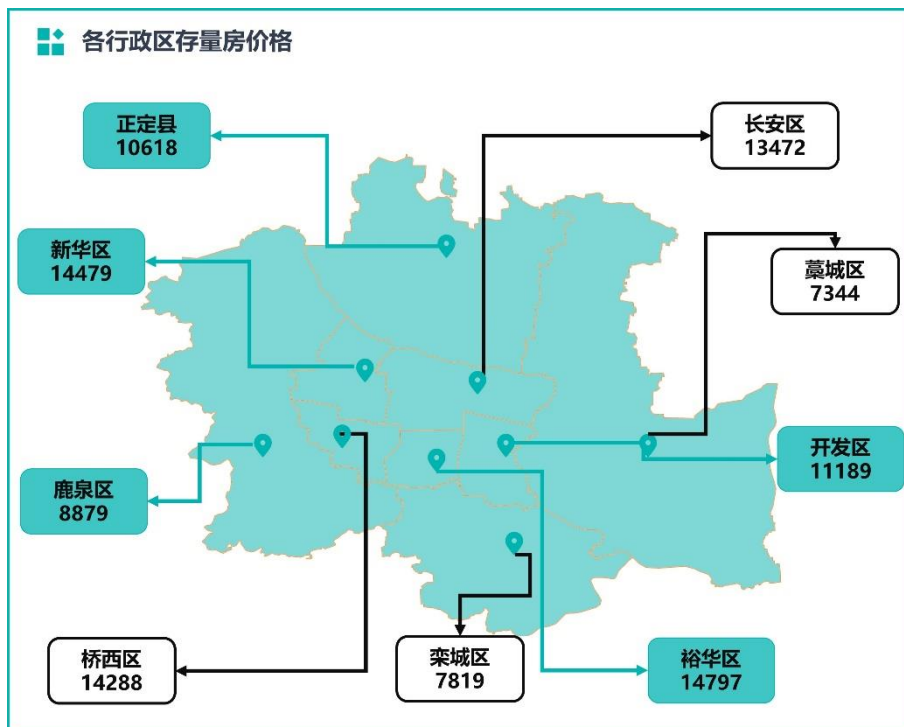 各行政区存量房价格
正定县
10618
长安区
13472
新华区
14479
藁城区
7344
开发区
11189
鹿泉区
8879
桥西区
14288
栾城区
7819
裕华区
14797